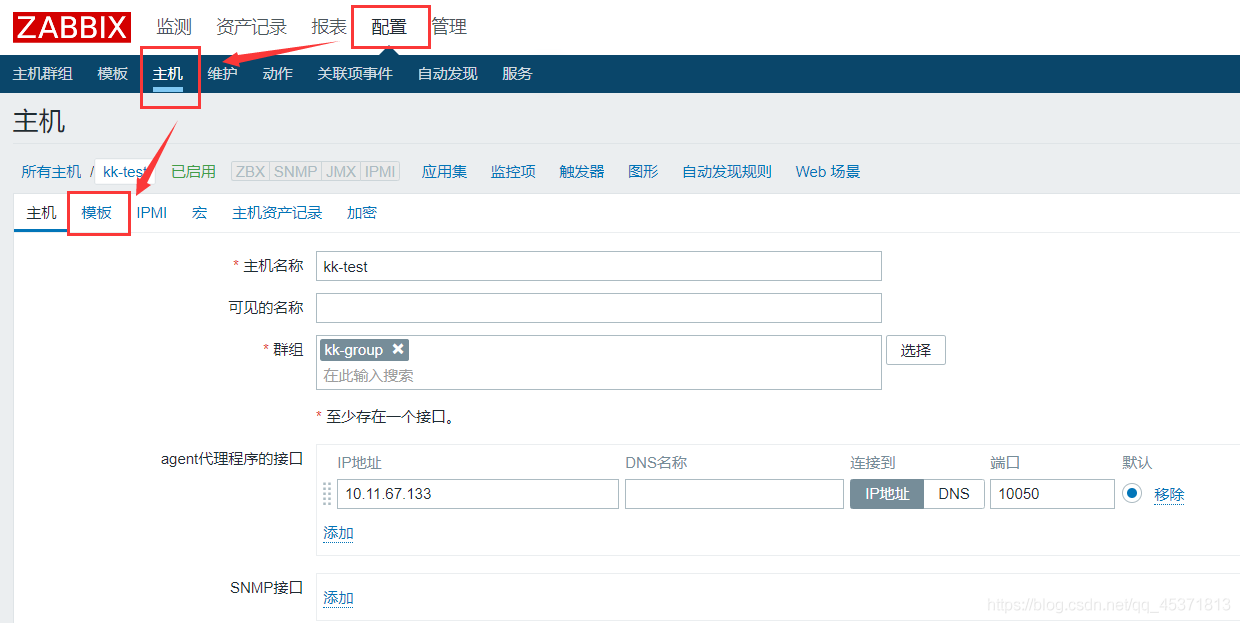 ZABBIX 监测 资产记录 报表 配置 管理
主机群组 模板 主机 维护 动作 关联项事件 自动发现 服务
主机
所有主机 / kk-test 已启用 ZBX SNMP JMX IPMI 应用集 监控项 触发器 图形 自动发现规则 Web 场景
主机 模板 IPMI 宏 主机资产记录 加密
* 主机名称 kk-test
可见的名称
* 群组 kk-group 选择
在此输入搜索
* 至少存在一个接口。
agent代理程序的接口 IP地址 DNS名称 连接到 端口 默认
10.11.67.133 IP地址 DNS 10050 移除
添加
SNMP接口 添加
https://blog.csdn.net/qq_45371813